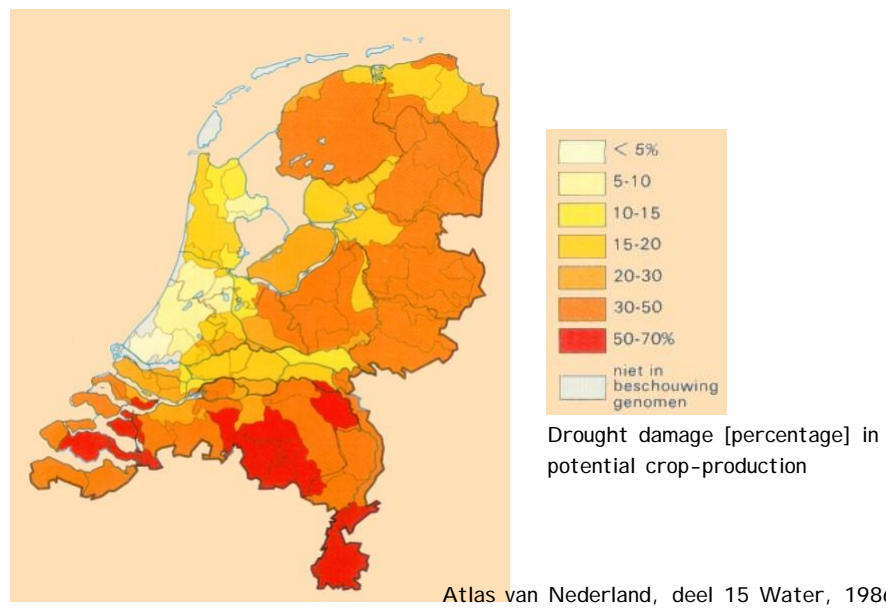 < 5%
5-10
10-15
15-20
20-30
30-50
50-70%
niet in
beschouwing
genomen
Drought damage [percentage] in
potential crop-production
Atlas van Nederland, deel 15 Water,